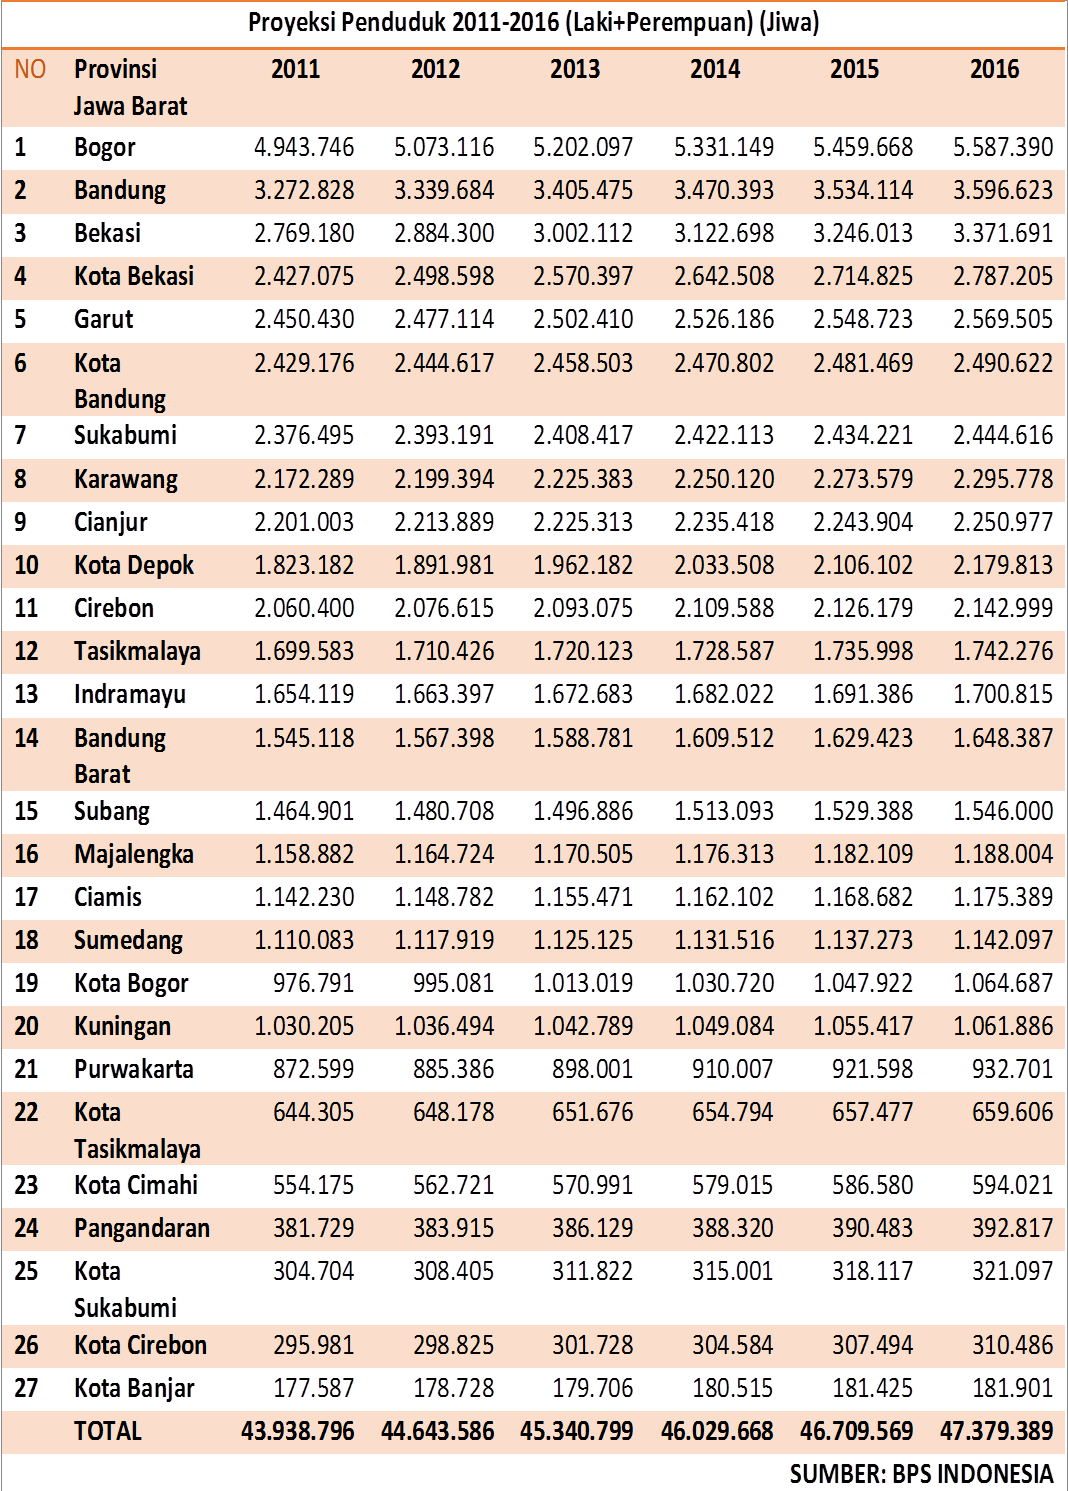 Proyeksi Penduduk 2011-2016 (Laki+Perempuan) (Jiwa)
NO Provinsi 2011 2012 2013 2014 2015 2016
Jawa Barat
1 Bogor 4.943.746 5.073.116 5.202.097 5.331.149 5.459.668 5.587.390
2 Bandung 3.272.828 3.339.684 3.405.475 3.470.393 3.534.114 3.596.623
3 Bekasi 2.769.180 2.884.300 3.002.112 3.122.698 3.246.013 3.371.691
4 Kota Bekasi 2.427.075 2.498.598 2.570.397 2.642.508 2.714.825 2.787.205
5 Garut 2.450.430 2.477.114 2.502.410 2.526.186 2.548.723 2.569.505
6 Kota 2.429.176 2.444.617 2.458.503 2.470.802 2.481.469 2.490.622
Bandung
7 Sukabumi 2.376.495 2.393.191 2.408.417 2.422.113 2.434.221 2.444.616
8 Karawang 2.172.289 2.199.394 2.225.383 2.250.120 2.273.579 2.295.778
9 Cianjur 2.201.003 2.213.889 2.225.313 2.235.418 2.243.904 2.250.977
10 Kota Depok 1.823.182 1.891.981 1.962.182 2.033.508 2.106.102 2.179.813
11 Cirebon 2.060.400 2.076.615 2.093.075 2.109.588 2.126.179 2.142.999
12 Tasikmalaya 1.699.583 1.710.426 1.720.123 1.728.587 1.735.998 1.742.276
13 Indramayu 1.654.119 1.663.397 1.672.683 1.682.022 1.691.386 1.700.815
14 Bandung 1.545.118 1.567.398 1.588.781 1.609.512 1.629.423 1.648.387
Barat
15 Subang 1.464.901 1.480.708 1.496.886 1.513.093 1.529.388 1.546.000
16 Majalengka 1.158.882 1.164.724 1.170.505 1.176.313 1.182.109 1.188.004
17 Ciamis 1.142.230 1.148.782 1.155.471 1.162.102 1.168.682 1.175.389
18 Sumedang 1.110.083 1.117.919 1.125.125 1.131.516 1.137.273 1.142.097
19 Kota Bogor 976.791 995.081 1.013.019 1.030.720 1.047.922 1.064.687
20 Kuningan 1.030.205 1.036.494 1.042.789 1.049.084 1.055.417 1.061.886
21 Purwakarta 872.599 885.386 898.001 910.007 921.598 932.701
22 Kota 644.305 648.178 651.676 654.794 657.477 659.606
Tasikmalaya
23 Kota Cimahi 554.175 562.721 570.991 579.015 586.580 594.021
24 Pangandaran 381.729 383.915 386.129 388.320 390.483 392.817
25 Kota 304.704 308.405 311.822 315.001 318.117 321.097
Sukabumi
26 Kota Cirebon 295.981 298.825 301.728 304.584 307.494 310.486
27 Kota Banjar 177.587 178.728 179.706 180.515 181.425 181.901
TOTAL 43.938.796 44.643.586 45.340.799 46.029.668 46.709.569 47.379.389
SUMBER: BPS INDONESIA